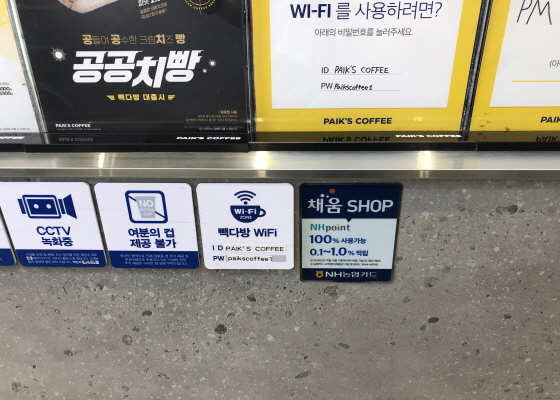 공들여 공수한 크림치즈 빵
공공치빵
빽다방 대출시
PAIK'S COFFEE
PAIK'S COFFEE
WI-FI 를 사용하려면?
아래의 비밀번호를 눌러주세요.
ID PAIK'S COFFEE
PW Paikscoffee1
PAIK'S COFFEE
PM
PAIK
CCTV
녹화중
NO
여분의 컵
제공 불가
Wi-Fi
ZONE
빽다방 WiFi
ID PAIK'S COFFEE
PW paikscoffee1
채움 SHOP
NHpoint
100% 사용가능
0.1~1.0% 적립
NH농협카드